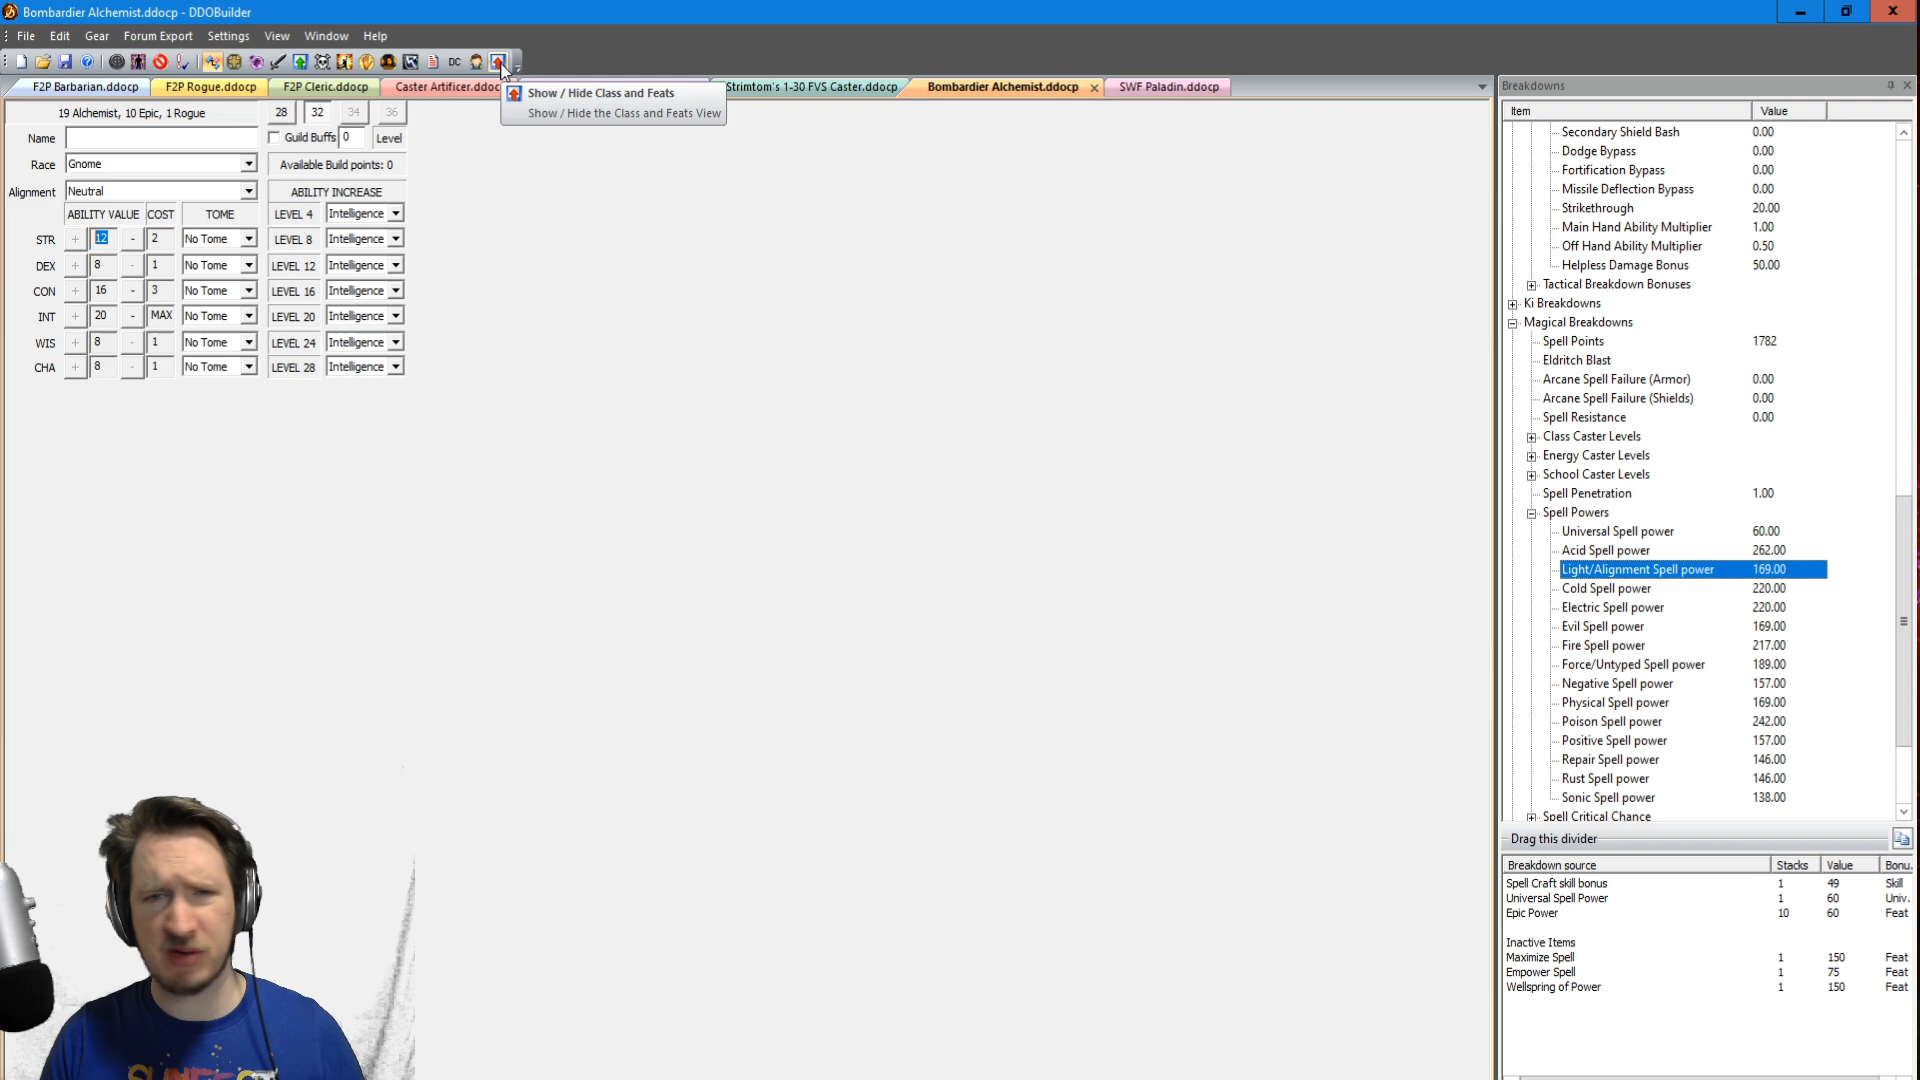 Bombardier Alchemist.ddocp - DDOBuilder
File Edit Gear Forum Export Settings View Window Help
DC
F2P Barbarian.ddocp F2P Rogue.ddocp F2P Cleric.ddocp Caster Artificer.ddoc Strimtom's 1-30 FVS Caster.ddocp Bombardier Alchemist.ddocp SWF Paladin.ddocp
Show / Hide Class and Feats
Show / Hide the Class and Feats View
19 Alchemist, 10 Epic, 1 Rogue 28 32 34 36
Name Guild Buffs 0 Level
Race Gnome Available Build points: 0
Alignment Neutral ABILITY INCREASE
ABILITY VALUE COST TOME LEVEL 4 Intelligence
STR + 12 - 2 No Tome LEVEL 8 Intelligence
DEX + 8 - 1 No Tome LEVEL 12 Intelligence
CON + 16 - 3 No Tome LEVEL 16 Intelligence
INT + 20 - MAX No Tome LEVEL 20 Intelligence
WIS + 8 - 1 No Tome LEVEL 24 Intelligence
CHA + 8 - 1 No Tome LEVEL 28 Intelligence
Breakdowns
Item Value
Secondary Shield Bash 0.00
Dodge Bypass 0.00
Fortification Bypass 0.00
Missile Deflection Bypass 0.00
Strikethrough 20.00
Main Hand Ability Multiplier 1.00
Off Hand Ability Multiplier 0.50
Helpless Damage Bonus 50.00
Tactical Breakdown Bonuses
Ki Breakdowns
Magical Breakdowns
Spell Points 1782
Eldritch Blast
Arcane Spell Failure (Armor) 0.00
Arcane Spell Failure (Shields) 0.00
Spell Resistance 0.00
Class Caster Levels
Energy Caster Levels
School Caster Levels
Spell Penetration 1.00
Spell Powers
Universal Spell power 60.00
Acid Spell power 262.00
Light/Alignment Spell power 169.00
Cold Spell power 220.00
Electric Spell power 220.00
Evil Spell power 169.00
Fire Spell power 217.00
Force/Untyped Spell power 189.00
Negative Spell power 157.00
Physical Spell power 169.00
Poison Spell power 242.00
Positive Spell power 157.00
Repair Spell power 146.00
Rust Spell power 146.00
Sonic Spell power 138.00
Spell Critical Chance
Drag this divider
Breakdown source Stacks Value Bonu.
Spell Craft skill bonus 1 49 Skill
Universal Spell Power 1 60 Univ.
Epic Power 10 60 Feat
Inactive Items
Maximize Spell 1 150 Feat
Empower Spell 1 75 Feat
Wellspring of Power 1 150 Feat